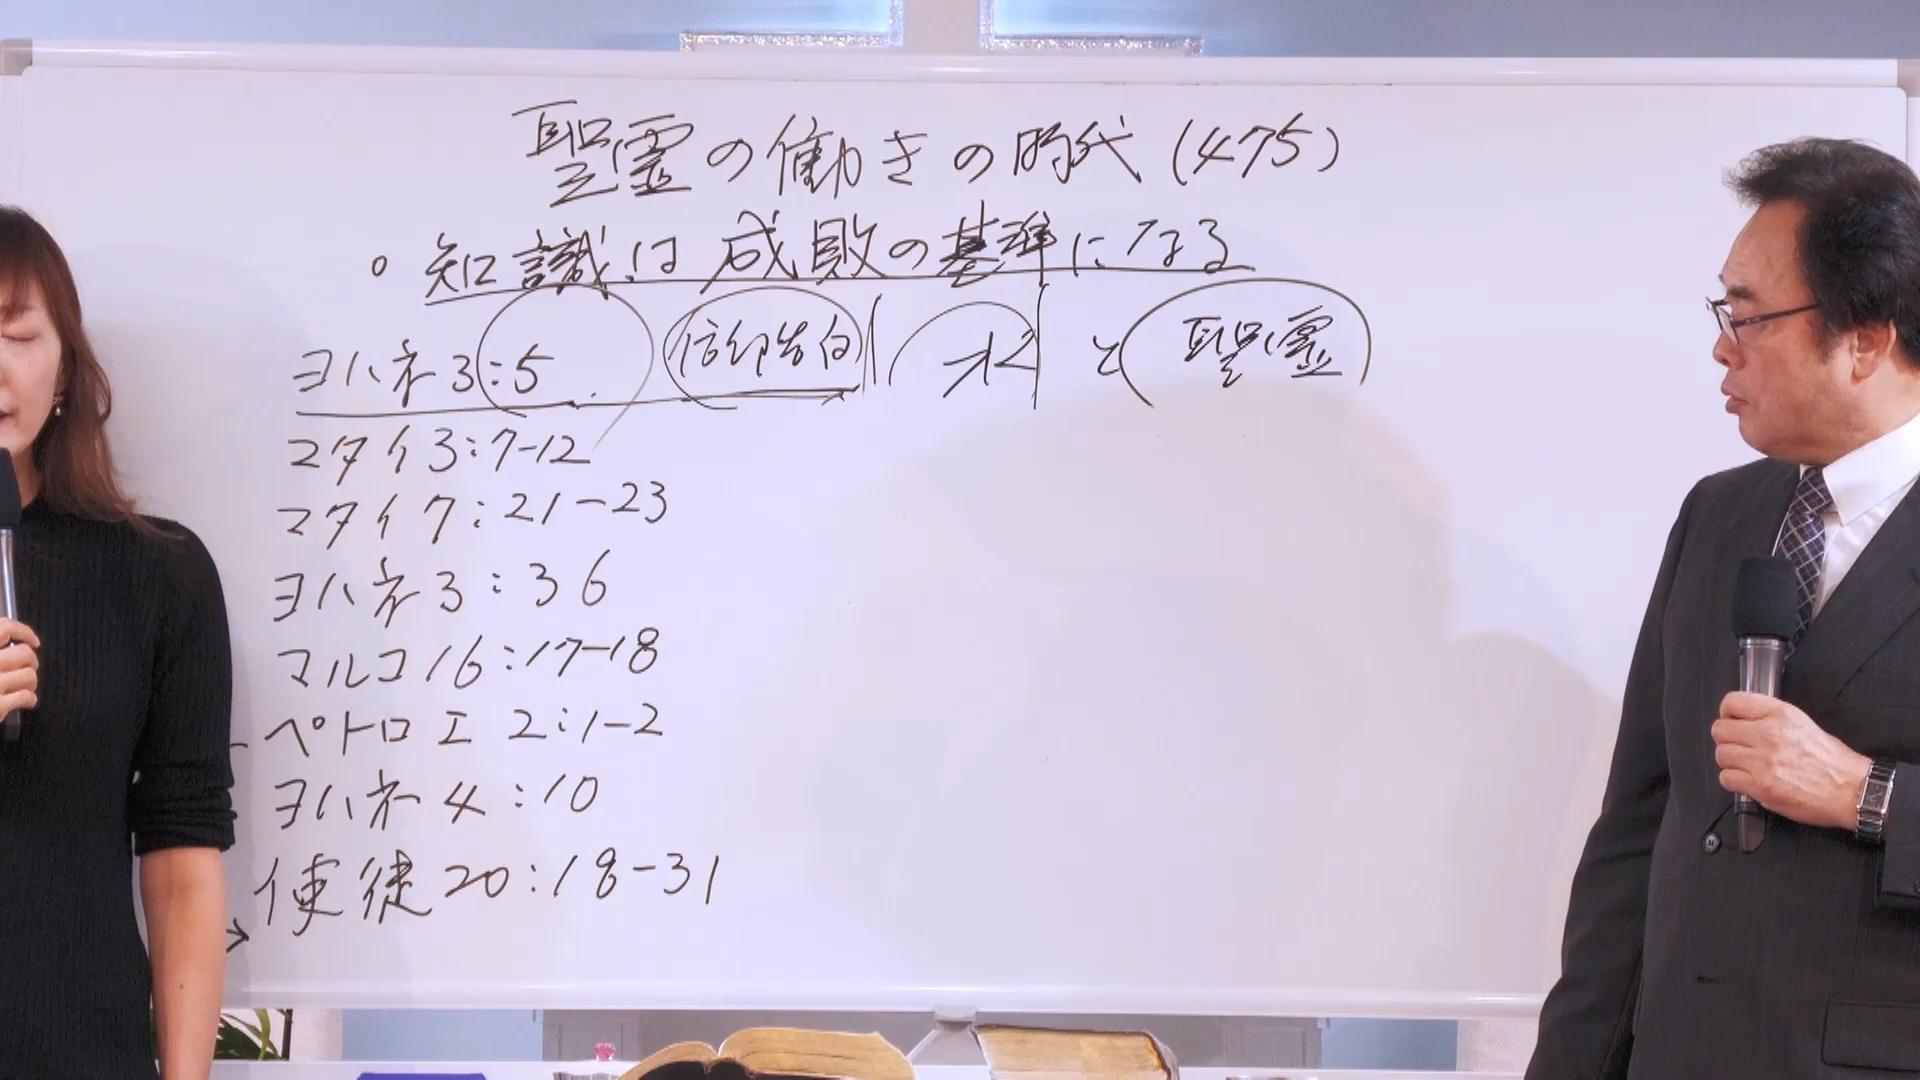 聖霊の働きの時代(475)
。知識は成敗の基準になる
ヨハネ3:5 信仰告白 水 と 聖霊
マタイ3:7-12
マタイ7:21-23
ヨハネ3:36
マルコ16:17-18
ペトロI 2:1-2
ヨハネ4:10
使徒20:18-31